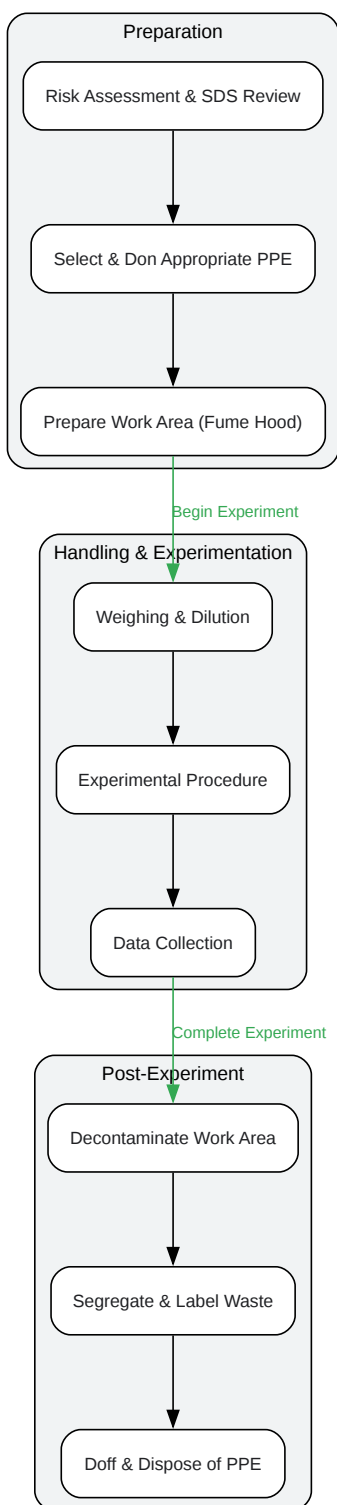 Preparation
Risk Assessment & SDS Review
Select & Don Appropriate PPE
Prepare Work Area (Fume Hood)
Begin Experiment
Handling & Experimentation
Weighing & Dilution
Experimental Procedure
Data Collection
Complete Experiment
Post-Experiment
Decontaminate Work Area
Segregate & Label Waste
Doff & Dispose of PPE